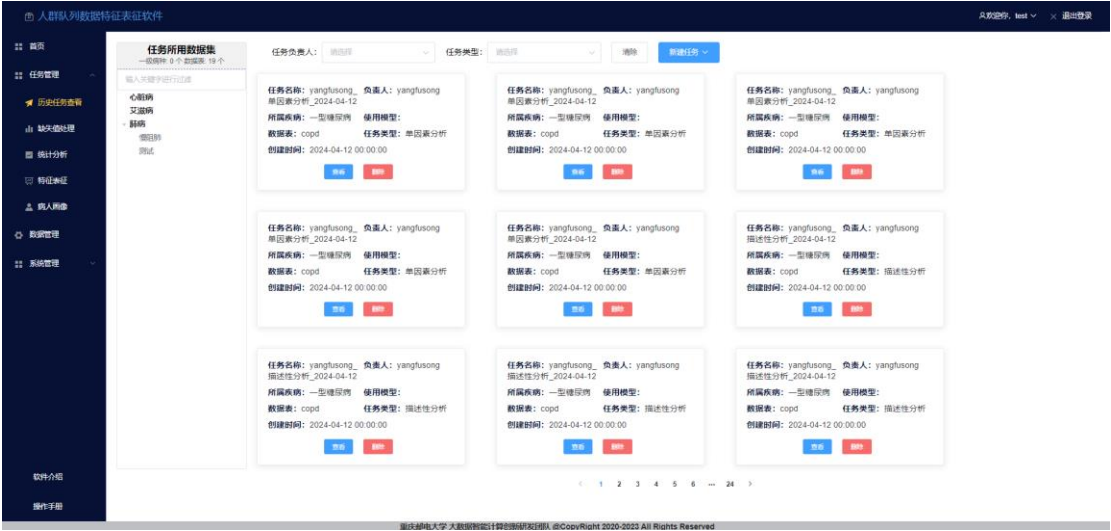 人群队列数据特征表征软件
欢迎你, test
退出登录
首页
任务管理
历史任务查看
缺失值处理
统计分析
特征表征
病人画像
数据管理
系统管理
软件介绍
操作手册
任务所用数据集
一级病种: 0 个 数据表: 19 个
输入关键字进行过滤
心脏病
艾滋病
肺病
慢阻肺
测试
任务负责人: 请选择 任务类型: 请选择 清除 新建任务
任务名称: yangfusong_ 负责人: yangfusong
单因素分析_2024-04-12
所属疾病: 一型糖尿病 使用模型:
数据表: copd 任务类型: 单因素分析
创建时间: 2024-04-12 00:00:00
查看 删除
任务名称: yangfusong_ 负责人: yangfusong
单因素分析_2024-04-12
所属疾病: 一型糖尿病 使用模型:
数据表: copd 任务类型: 单因素分析
创建时间: 2024-04-12 00:00:00
查看 删除
任务名称: yangfusong_ 负责人: yangfusong
单因素分析_2024-04-12
所属疾病: 一型糖尿病 使用模型:
数据表: copd 任务类型: 单因素分析
创建时间: 2024-04-12 00:00:00
查看 删除
任务名称: yangfusong_ 负责人: yangfusong
单因素分析_2024-04-12
所属疾病: 一型糖尿病 使用模型:
数据表: copd 任务类型: 单因素分析
创建时间: 2024-04-12 00:00:00
查看 删除
任务名称: yangfusong_ 负责人: yangfusong
单因素分析_2024-04-12
所属疾病: 一型糖尿病 使用模型:
数据表: copd 任务类型: 单因素分析
创建时间: 2024-04-12 00:00:00
查看 删除
任务名称: yangfusong_ 负责人: yangfusong
描述性分析_2024-04-12
所属疾病: 一型糖尿病 使用模型:
数据表: copd 任务类型: 描述性分析
创建时间: 2024-04-12 00:00:00
查看 删除
任务名称: yangfusong_ 负责人: yangfusong
描述性分析_2024-04-12
所属疾病: 一型糖尿病 使用模型:
数据表: copd 任务类型: 描述性分析
创建时间: 2024-04-12 00:00:00
查看 删除
任务名称: yangfusong_ 负责人: yangfusong
描述性分析_2024-04-12
所属疾病: 一型糖尿病 使用模型:
数据表: copd 任务类型: 描述性分析
创建时间: 2024-04-12 00:00:00
查看 删除
任务名称: yangfusong_ 负责人: yangfusong
描述性分析_2024-04-12
所属疾病: 一型糖尿病 使用模型:
数据表: copd 任务类型: 描述性分析
创建时间: 2024-04-12 00:00:00
查看 删除
1 2 3 4 5 6 ... 24
重庆邮电大学 大数据智能计算创新研发团队 @CopyRight 2020-2023 All Rights Reserved